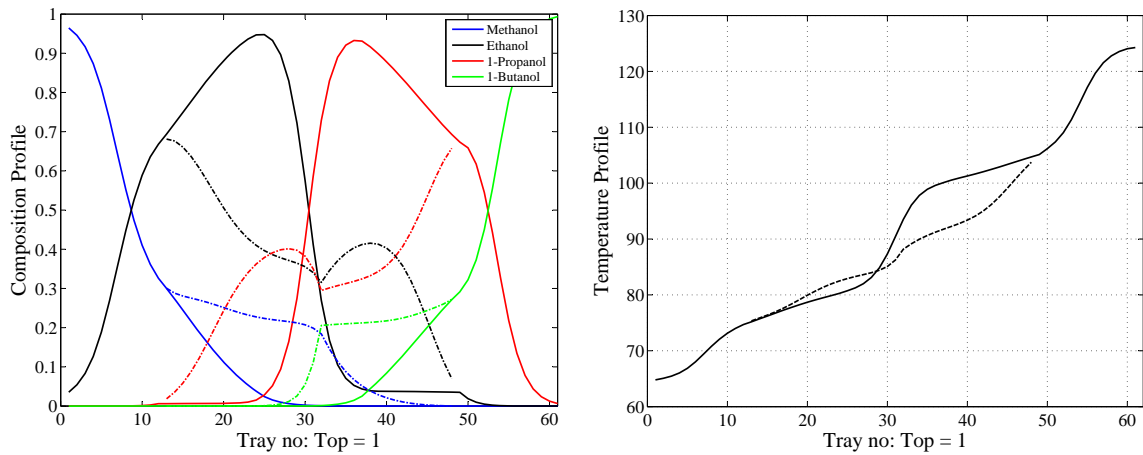 Composition Profile
1
0.9
0.8
0.7
0.6
0.5
0.4
0.3
0.2
0.1
0
0 10 20 30 40 50 60
Tray no: Top = 1
Methanol
Ethanol
1-Propanol
1-Butanol
Temperature Profile
130
120
110
100
90
80
70
60
0 10 20 30 40 50 60
Tray no: Top = 1